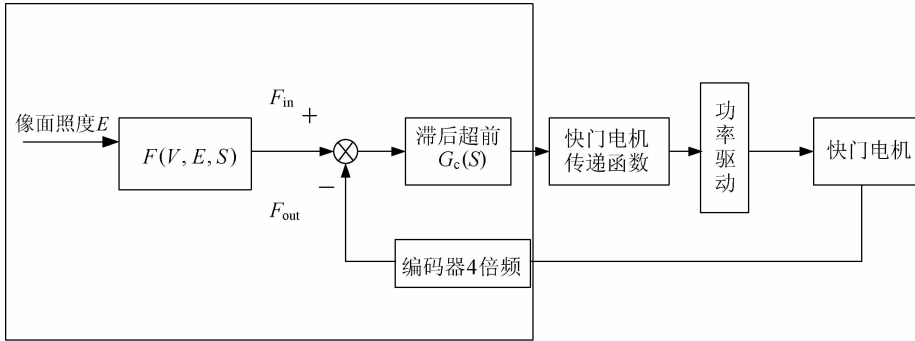 像面照度E
F(V,E,S)
F_in
+
−
F_out
滞后超前
G_c(S)
快门电机
传递函数
功率驱动
快门电机
编码器4倍频